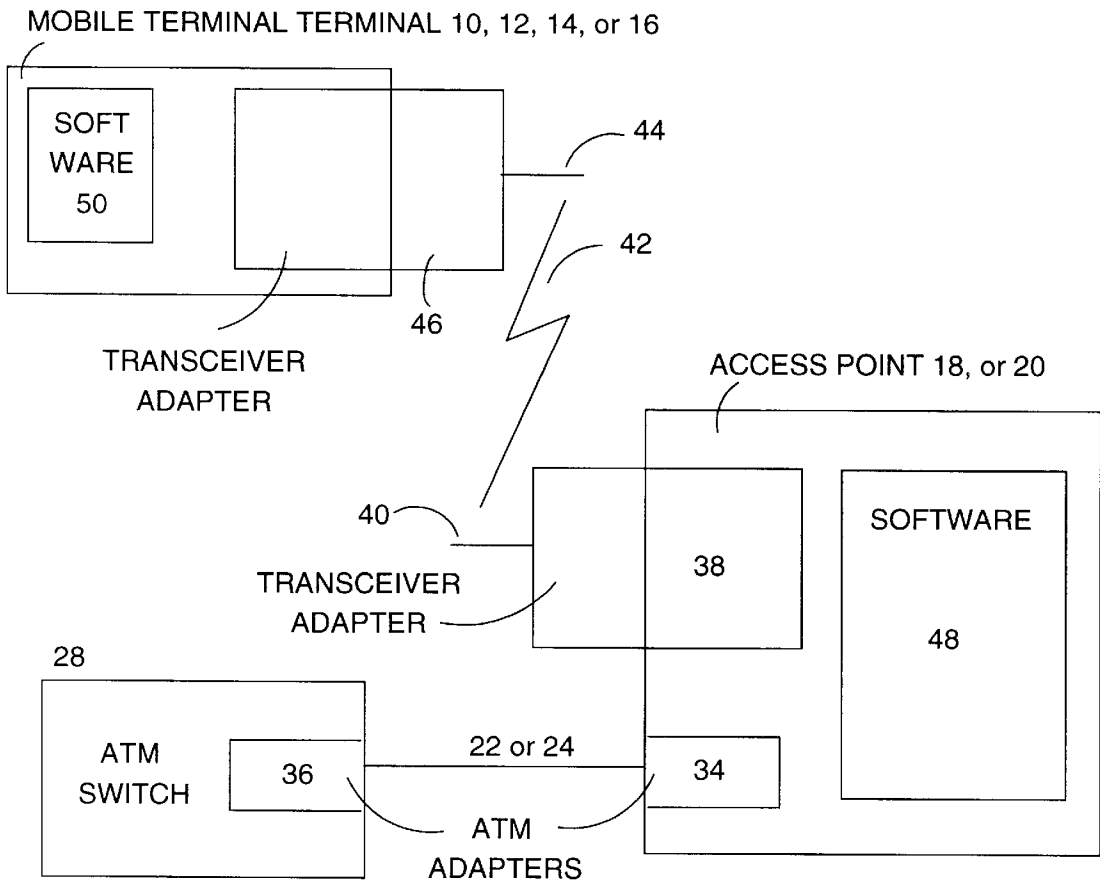 MOBILE TERMINAL TERMINAL 10, 12, 14, or 16
SOFT
WARE
50
44
42
46
TRANSCEIVER
ADAPTER
ACCESS POINT 18, or 20
40
SOFTWARE
38
TRANSCEIVER
ADAPTER
48
28
ATM
SWITCH
36
22 or 24
34
ATM
ADAPTERS